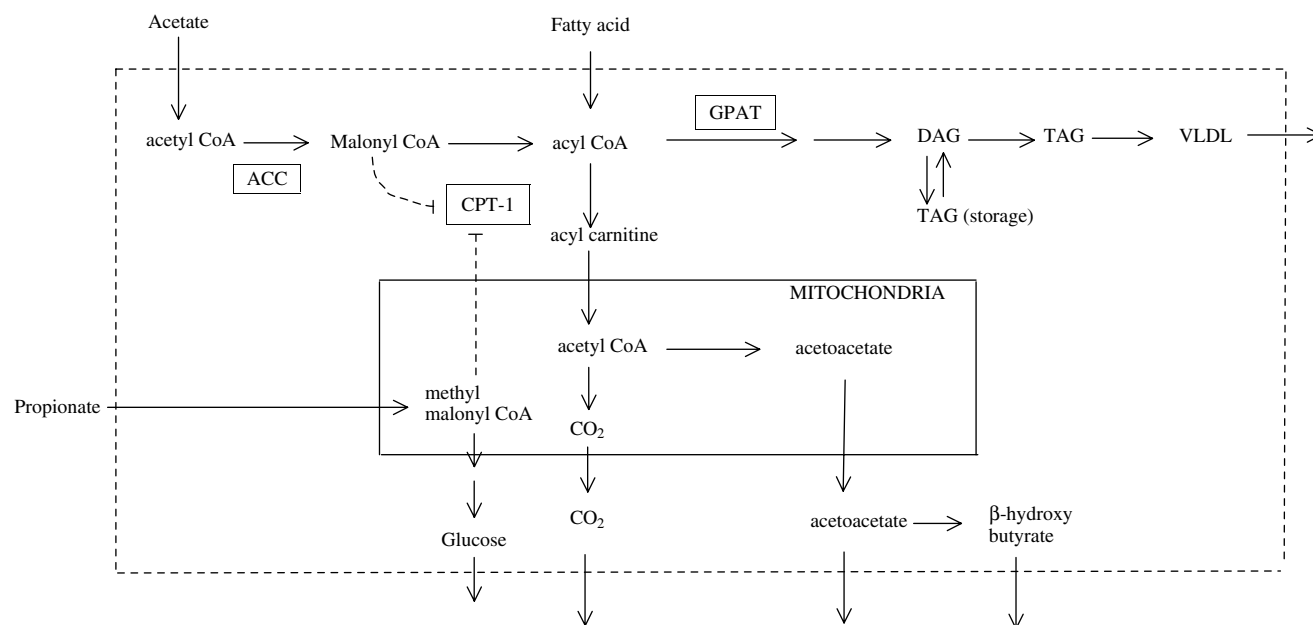 Acetate
Fatty acid
GPAT
acetyl CoA
Malonyl CoA
acyl CoA
DAG
TAG
VLDL
ACC
CPT-1
TAG (storage)
acyl carnitine
MITOCHONDRIA
acetyl CoA
acetoacetate
Propionate
methyl
malonyl CoA
CO₂
CO₂
acetoacetate
β-hydroxy
butyrate
Glucose